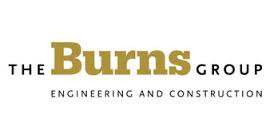 THE Burns GROUP
ENGINEERING AND CONSTRUCTION